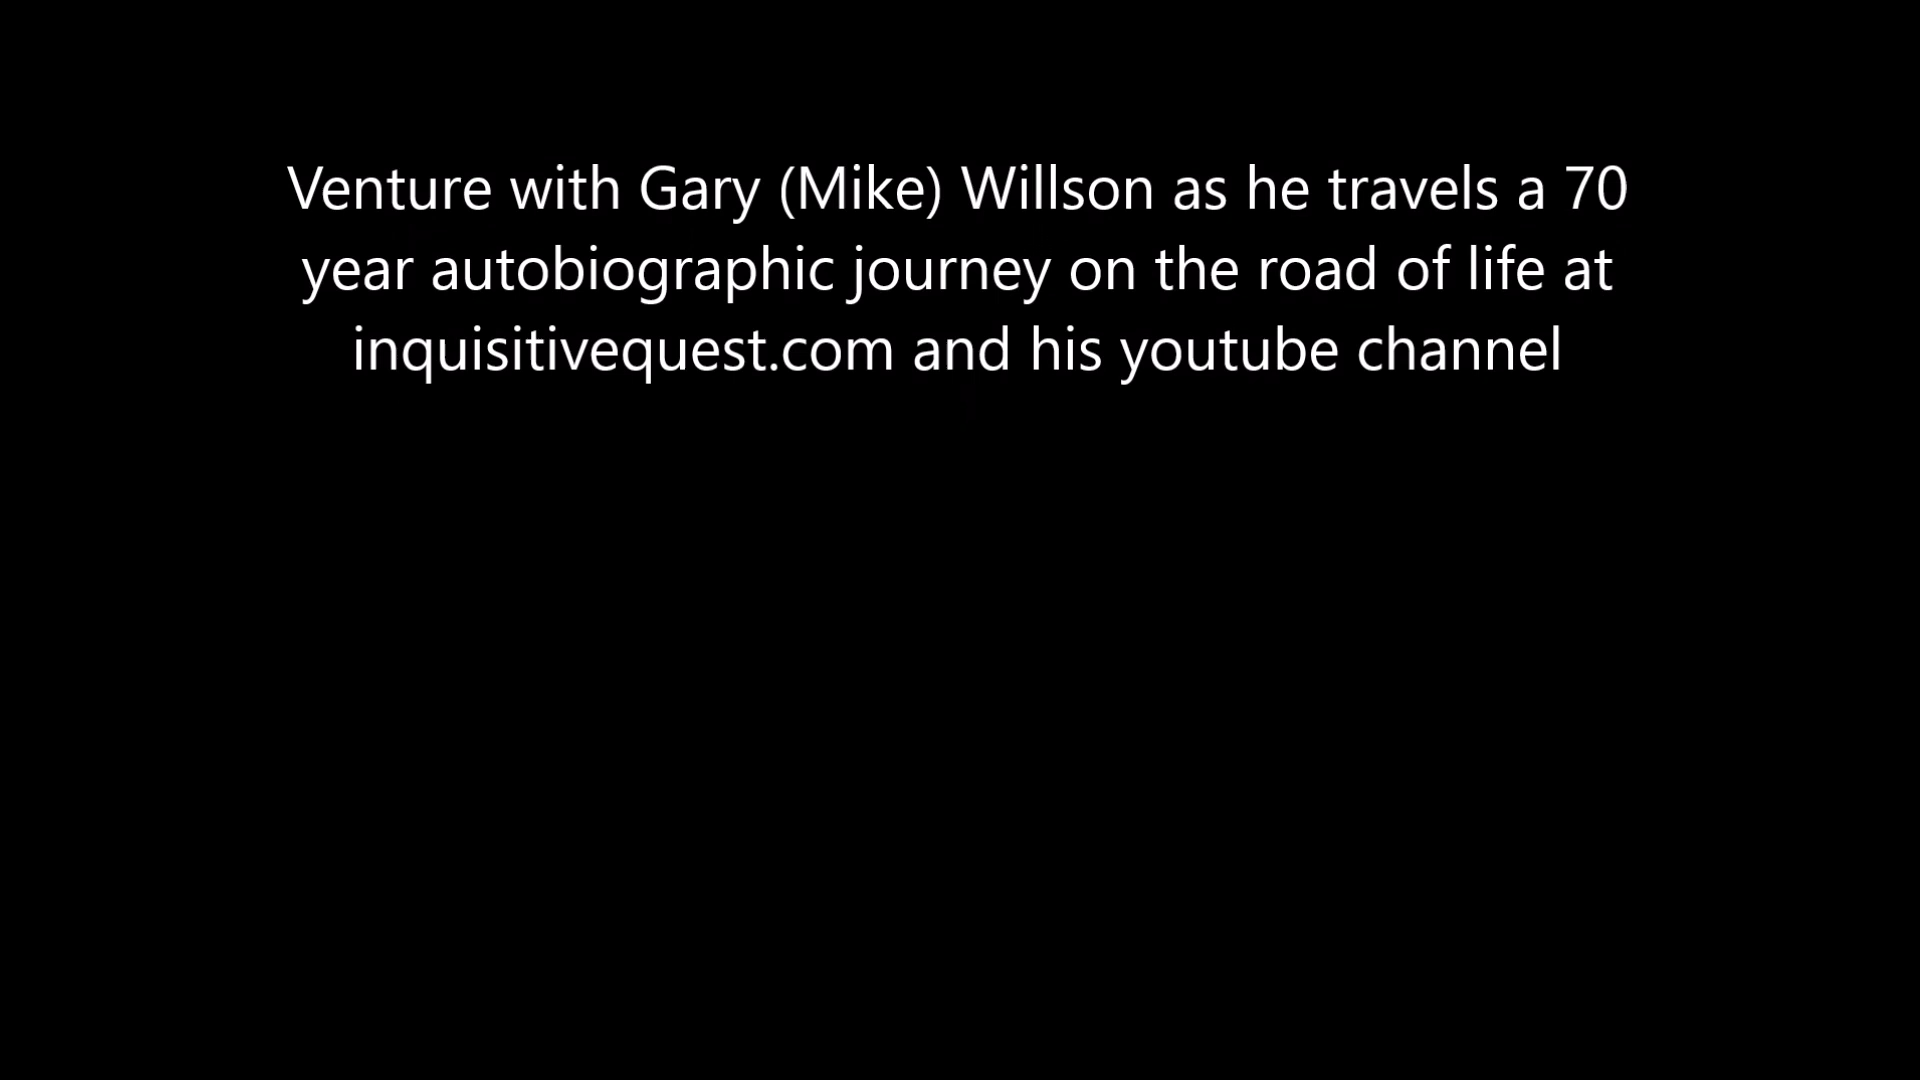 Venture with Gary (Mike) Willson as he travels a 70
year autobiographic journey on the road of life at
inquisitivequest.com and his youtube channel